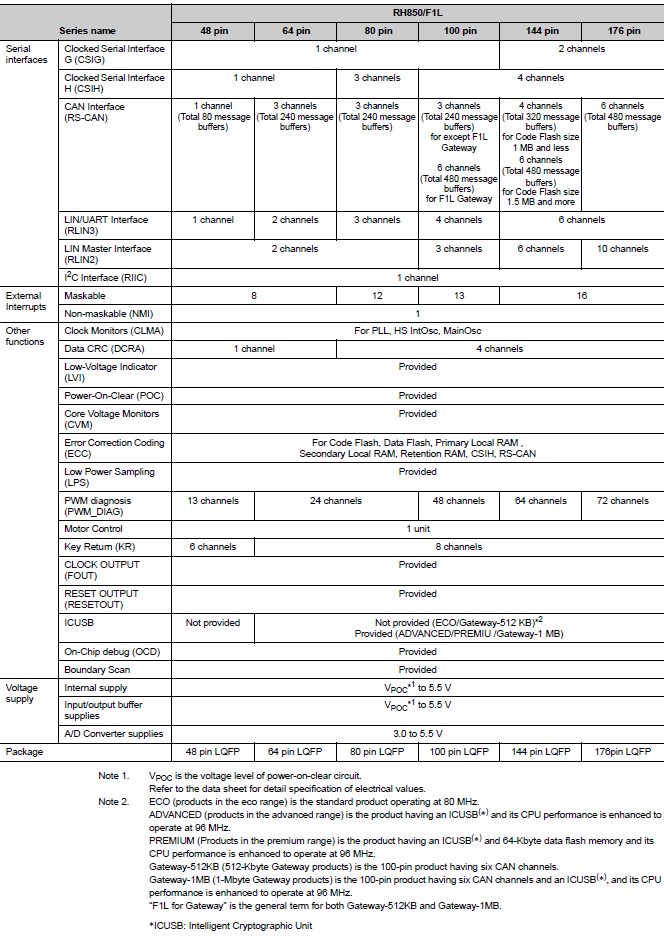 RH850/F1L
Series name 48 pin 64 pin 80 pin 100 pin 144 pin 176 pin
Serial interfaces
Clocked Serial Interface G (CSIG) 1 channel 2 channels
Clocked Serial Interface H (CSIH) 1 channel 3 channels 4 channels
CAN Interface (RS-CAN)
1 channel (Total 80 message buffers)
3 channels (Total 240 message buffers)
3 channels (Total 240 message buffers)
3 channels (Total 240 message buffers) for except F1L Gateway
6 channels (Total 480 message buffers) for F1L Gateway
4 channels (Total 320 message buffers) for Code Flash size 1 MB and less
6 channels (Total 480 message buffers) for Code Flash size 1.5 MB and more
6 channels (Total 480 message buffers)
LIN/UART Interface (RLIN3) 1 channel 2 channels 3 channels 4 channels 6 channels
LIN Master Interface (RLIN2) 2 channels 3 channels 6 channels 10 channels
I2C Interface (RIIC) 1 channel
External Interrupts
Maskable 8 12 13 16
Non-maskable (NMI) 1
Other functions
Clock Monitors (CLMA) For PLL, HS IntOsc, MainOsc
Data CRC (DCRA) 1 channel 4 channels
Low-Voltage Indicator (LVI) Provided
Power-On-Clear (POC) Provided
Core Voltage Monitors (CVM) Provided
Error Correction Coding (ECC) For Code Flash, Data Flash, Primary Local RAM ,
Secondary Local RAM, Retention RAM, CSIH, RS-CAN
Low Power Sampling (LPS) Provided
PWM diagnosis (PWM_DIAG) 13 channels 24 channels 48 channels 64 channels 72 channels
Motor Control 1 unit
Key Return (KR) 6 channels 8 channels
CLOCK OUTPUT (FOUT) Provided
RESET OUTPUT (RESETOUT) Provided
ICUSB Not provided Not provided (ECO/Gateway-512 KB)*2
Provided (ADVANCED/PREMIU /Gateway-1 MB)
On-Chip debug (OCD) Provided
Boundary Scan Provided
Voltage supply
Internal supply VPOC*1 to 5.5 V
Input/output buffer supplies VPOC*1 to 5.5 V
A/D Converter supplies 3.0 to 5.5 V
Package 48 pin LQFP 64 pin LQFP 80 pin LQFP 100 pin LQFP 144 pin LQFP 176pin LQFP
Note 1. VPOC is the voltage level of power-on-clear circuit.
Refer to the data sheet for detail specification of electrical values.
Note 2. ECO (products in the eco range) is the standard product operating at 80 MHz.
ADVANCED (products in the advanced range) is the product having an ICUSB(*) and its CPU performance is enhanced to
operate at 96 MHz.
PREMIUM (Products in the premium range) is the product having an ICUSB(*) and 64-Kbyte data flash memory and its
CPU performance is enhanced to operate at 96 MHz.
Gateway-512KB (512-Kbyte Gateway products) is the 100-pin product having six CAN channels.
Gateway-1MB (1-Mbyte Gateway products) is the 100-pin product having six CAN channels and an ICUSB(*), and its CPU
performance is enhanced to operate at 96 MHz.
“F1L for Gateway” is the general term for both Gateway-512KB and Gateway-1MB.
*ICUSB: Intelligent Cryptographic Unit